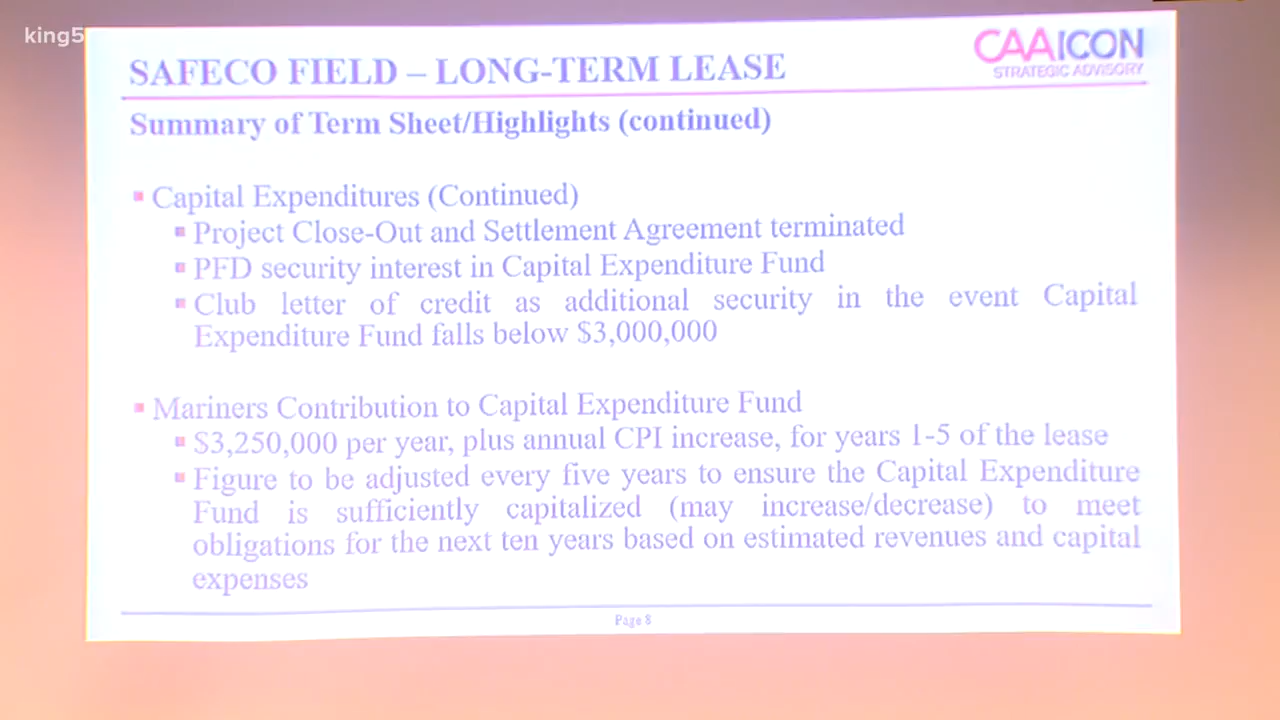 king5
CAAICON
STRATEGIC ADVISORY
SAFECO FIELD – LONG-TERM LEASE
Summary of Term Sheet/Highlights (continued)
▪ Capital Expenditures (Continued)
▪ Project Close-Out and Settlement Agreement terminated
▪ PFD security interest in Capital Expenditure Fund
▪ Club letter of credit as additional security in the event Capital
Expenditure Fund falls below $3,000,000
▪ Mariners Contribution to Capital Expenditure Fund
▪ $3,250,000 per year, plus annual CPI increase, for years 1-5 of the lease
▪ Figure to be adjusted every five years to ensure the Capital Expenditure
Fund is sufficiently capitalized (may increase/decrease) to meet
obligations for the next ten years based on estimated revenues and capital
expenses
Page 8